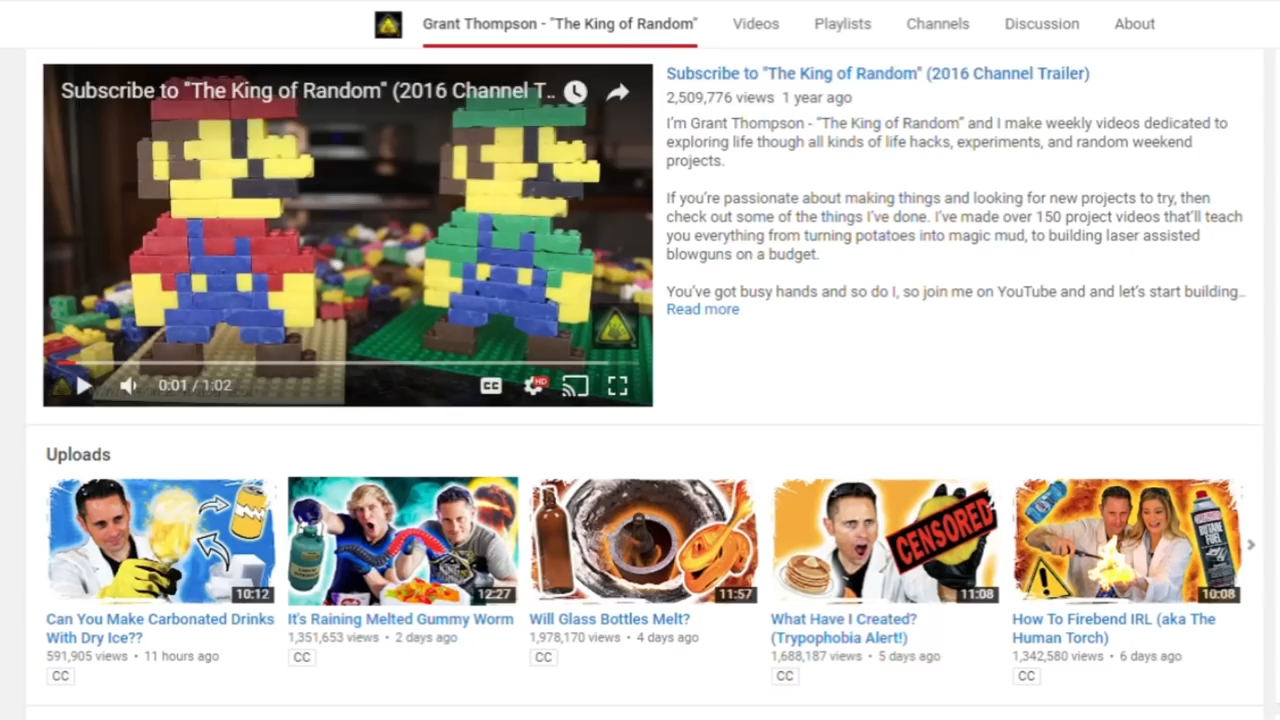 Grant Thompson - "The King of Random"
Videos
Playlists
Channels
Discussion
About
Subscribe to "The King of Random" (2016 Channel T..
0:01 / 1:02
CC
HD
Subscribe to "The King of Random" (2016 Channel Trailer)
2,509,776 views 1 year ago
I'm Grant Thompson - "The King of Random" and I make weekly videos dedicated to
exploring life though all kinds of life hacks, experiments, and random weekend
projects.
If you're passionate about making things and looking for new projects to try, then
check out some of the things I've done. I've made over 150 project videos that'll teach
you everything from turning potatoes into magic mud, to building laser assisted
blowguns on a budget.
You've got busy hands and so do I, so join me on YouTube and and let's start building..
Read more
Uploads
10:12
Can You Make Carbonated Drinks
With Dry Ice??
591,905 views • 11 hours ago
CC
12:27
It's Raining Melted Gummy Worm
1,351,653 views • 2 days ago
CC
11:57
Will Glass Bottles Melt?
1,978,170 views • 4 days ago
CC
CENSORED
11:08
What Have I Created?
(Trypophobia Alert!)
1,688,187 views • 5 days ago
CC
BUTANE
FUEL
10:08
How To Firebend IRL (aka The
Human Torch)
1,342,580 views • 6 days ago
CC